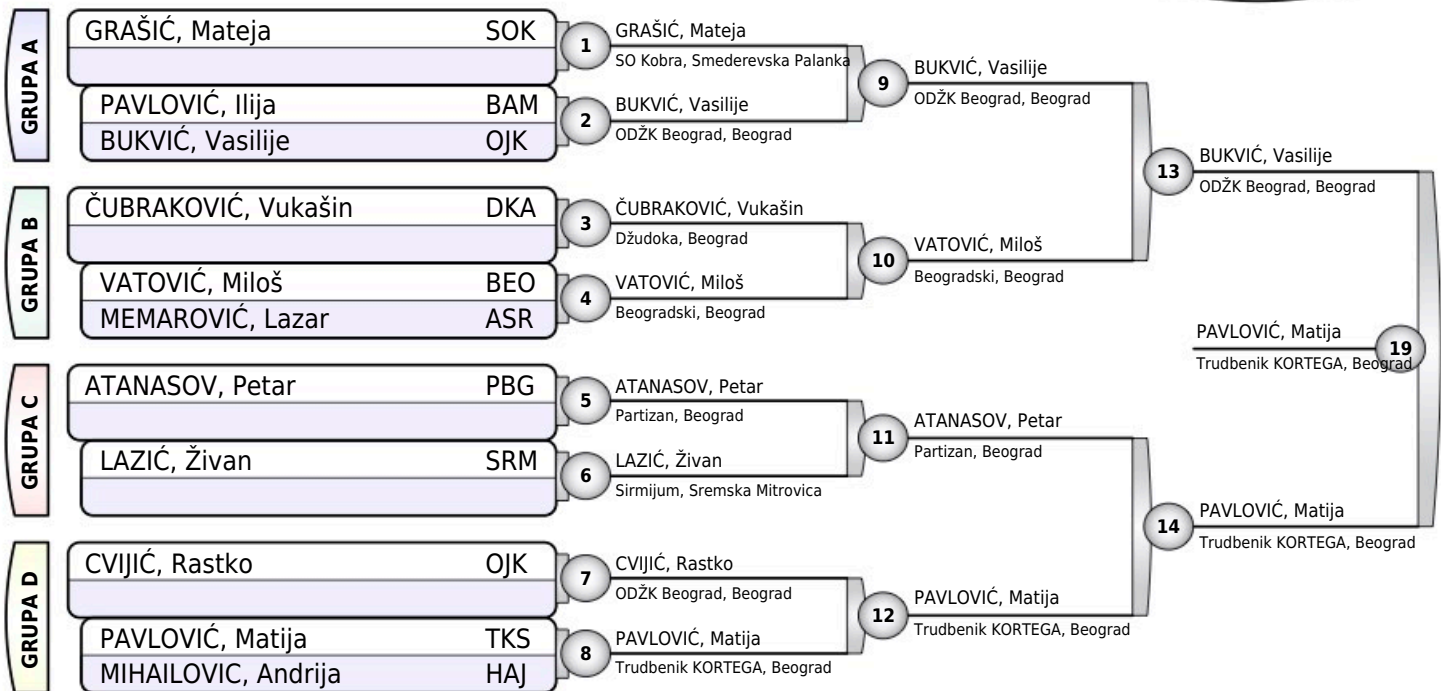 GRUPA A
GRAŠIĆ, Mateja SOK
PAVLOVIĆ, Ilija BAM
BUKVIĆ, Vasilije OJK
GRUPA B
ČUBRAKOVIĆ, Vukašin DKA
VATOVIĆ, Miloš BEO
MEMAROVIĆ, Lazar ASR
GRUPA C
ATANASOV, Petar PBG
LAZIĆ, Živan SRM
GRUPA D
CVIJIĆ, Rastko OJK
PAVLOVIĆ, Matija TKS
MIHAILOVIC, Andrija HAJ
1 GRAŠIĆ, Mateja
SO Kobra, Smederevska Palanka
2 BUKVIĆ, Vasilije
ODŽK Beograd, Beograd
3 ČUBRAKOVIĆ, Vukašin
Džudoka, Beograd
4 VATOVIĆ, Miloš
Beogradski, Beograd
5 ATANASOV, Petar
Partizan, Beograd
6 LAZIĆ, Živan
Sirmijum, Sremska Mitrovica
7 CVIJIĆ, Rastko
ODŽK Beograd, Beograd
8 PAVLOVIĆ, Matija
Trudbenik KORTEGA, Beograd
9 BUKVIĆ, Vasilije
ODŽK Beograd, Beograd
10 VATOVIĆ, Miloš
Beogradski, Beograd
11 ATANASOV, Petar
Partizan, Beograd
12 PAVLOVIĆ, Matija
Trudbenik KORTEGA, Beograd
13 BUKVIĆ, Vasilije
ODŽK Beograd, Beograd
14 PAVLOVIĆ, Matija
Trudbenik KORTEGA, Beograd
PAVLOVIĆ, Matija 19
Trudbenik KORTEGA, Beograd